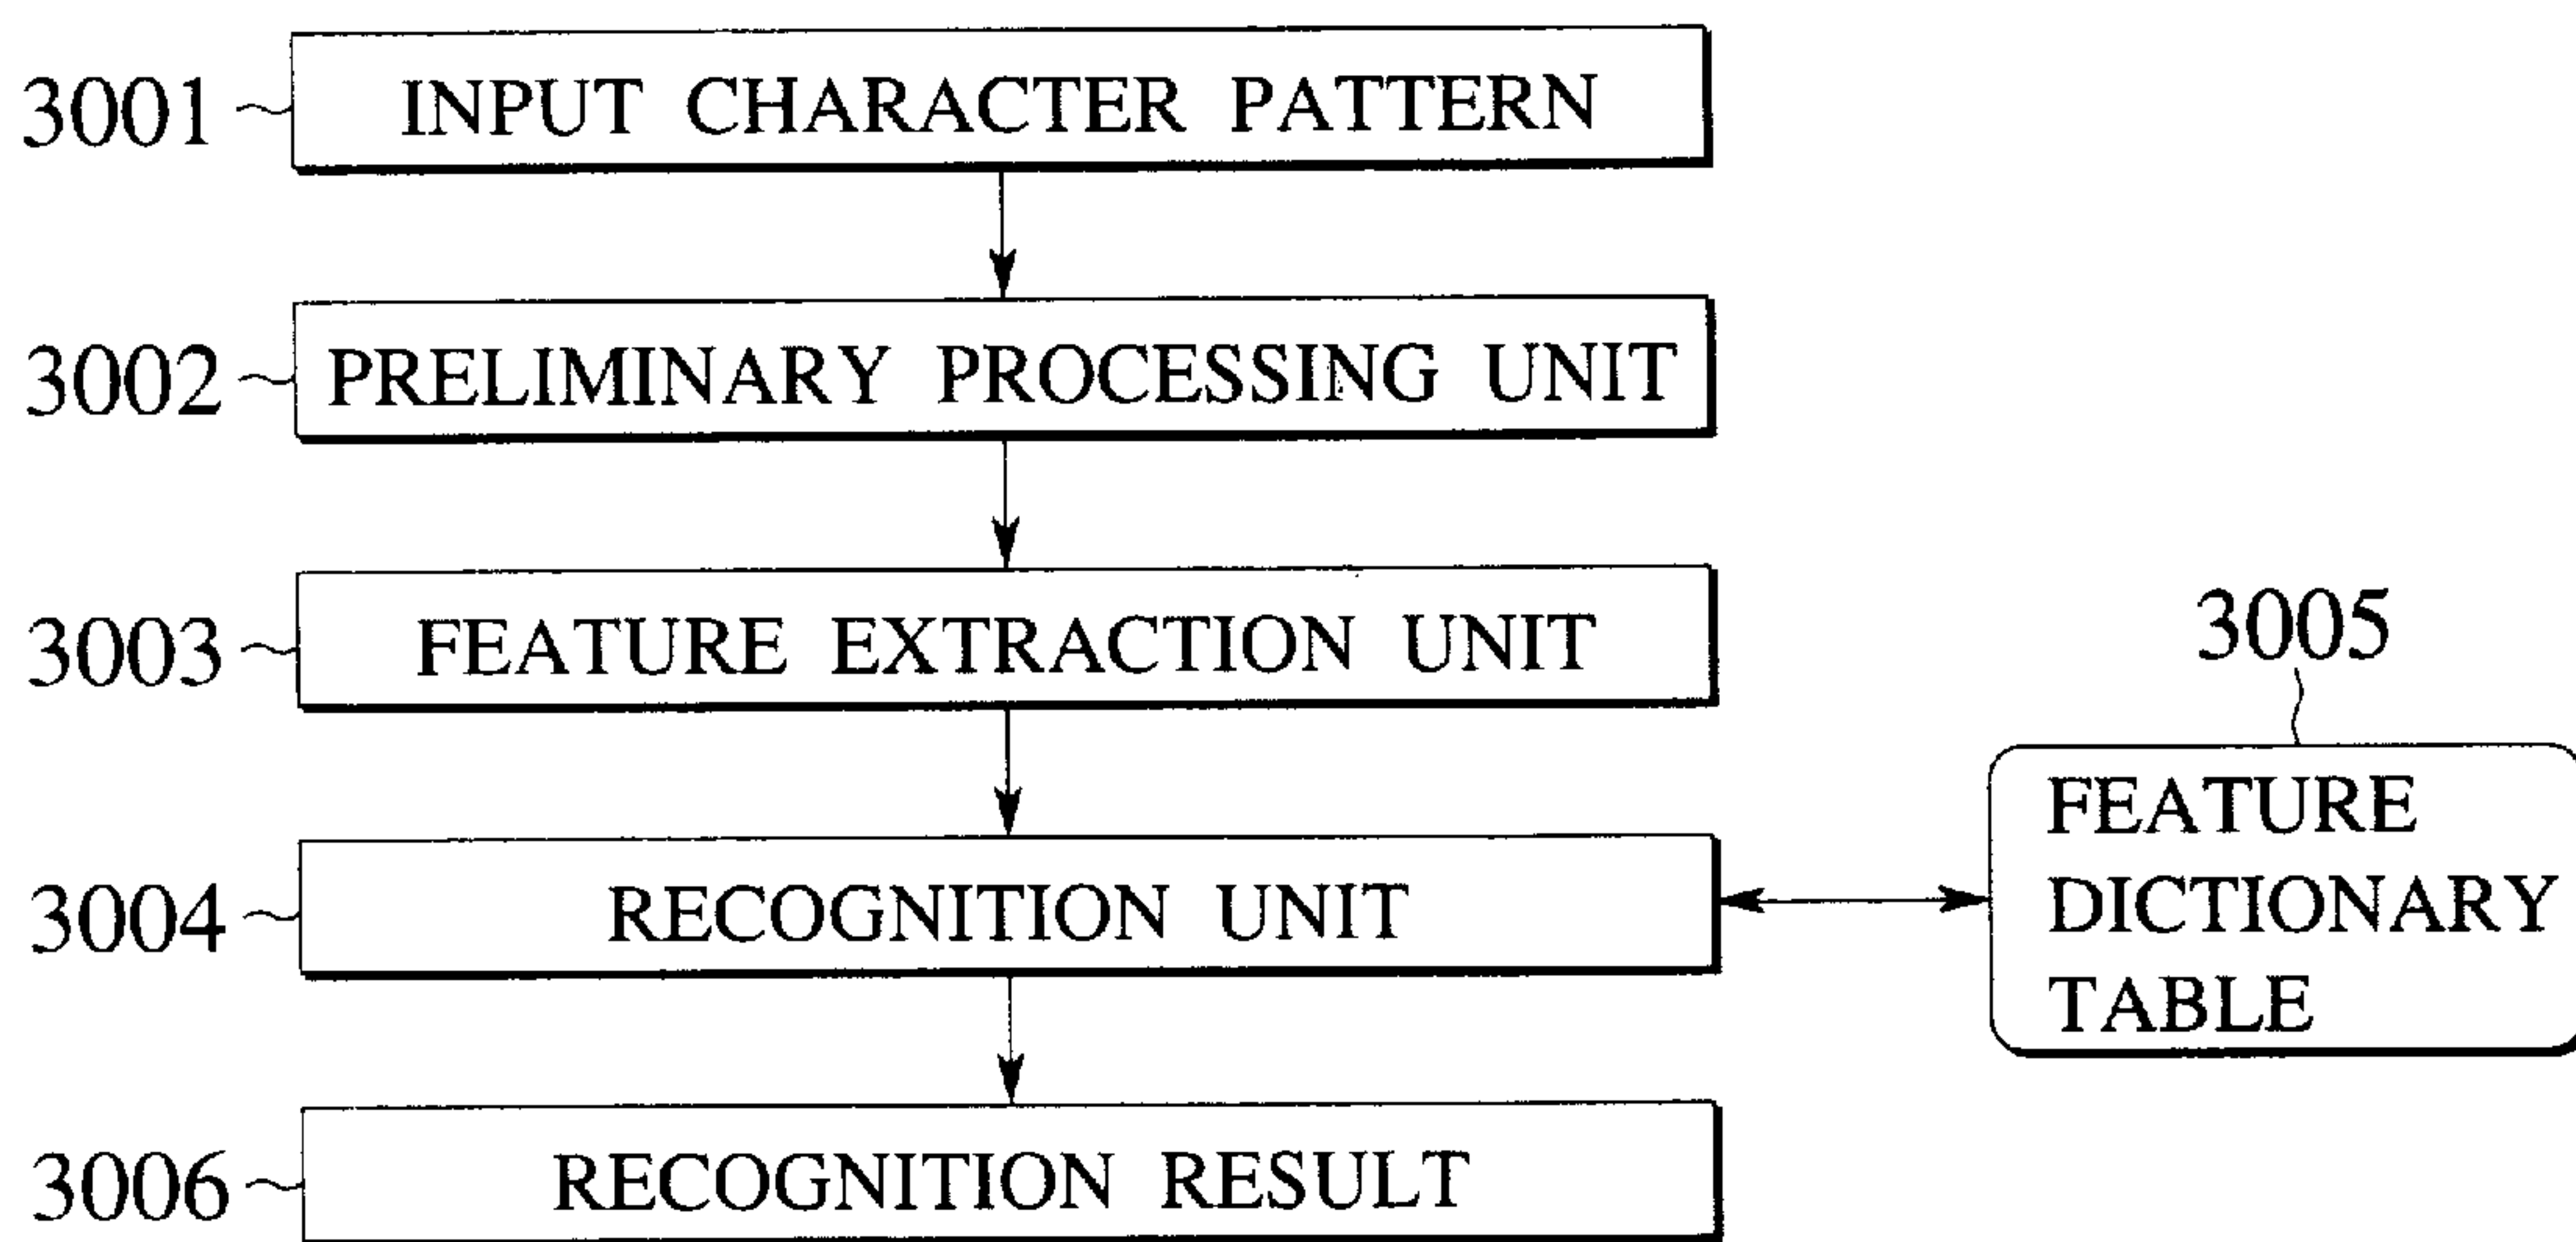 3001 INPUT CHARACTER PATTERN
3002 PRELIMINARY PROCESSING UNIT
3003 FEATURE EXTRACTION UNIT
3004 RECOGNITION UNIT
3005
FEATURE
DICTIONARY
TABLE
3006 RECOGNITION RESULT